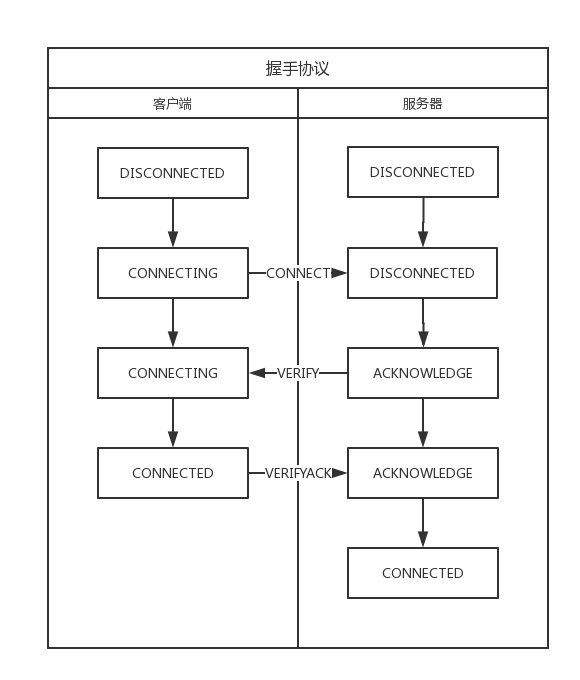 握手协议
客户端
服务器
DISCONNECTED
DISCONNECTED
CONNECTING
CONNECT
DISCONNECTED
CONNECTING
VERIFY
ACKNOWLEDGE
CONNECTED
VERIFYACK
ACKNOWLEDGE
CONNECTED